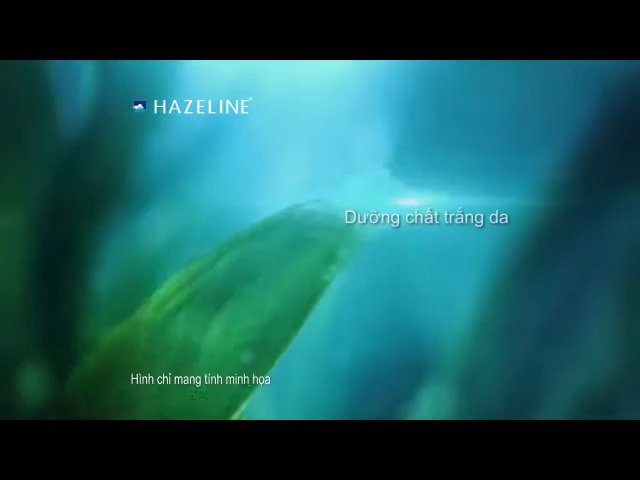 HAZELINE
Dưỡng chất trắng da
Hình chỉ mang tính minh họa